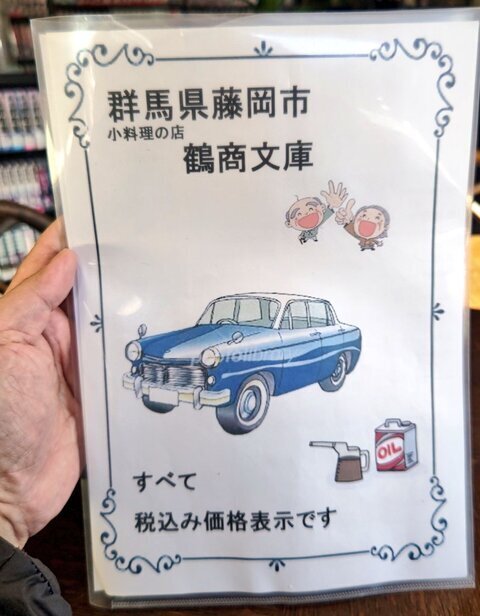 群馬県藤岡市
小料理の店
鶴商文庫
photolibrary
OIL
すべて
税込み価格表示です